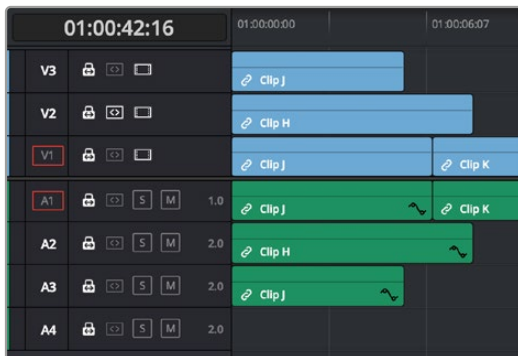 01:00:42:16 01:00:00:00 01:00:06:07
V3 Clip J
V2 Clip H
V1 Clip J Clip K
A1 S M 1.0 Clip J Clip K
A2 S M 2.0 Clip H
A3 S M 2.0 Clip J
A4 S M 2.0